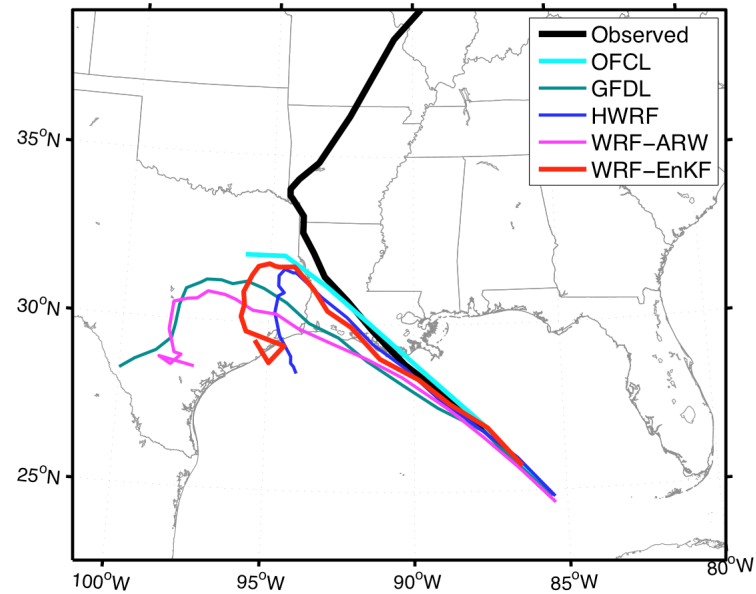 Observed
OFCL
GFDL
HWRF
WRF−ARW
WRF−EnKF
35°N
30°N
25°N
100°W
95°W
90°W
85°W
80°W